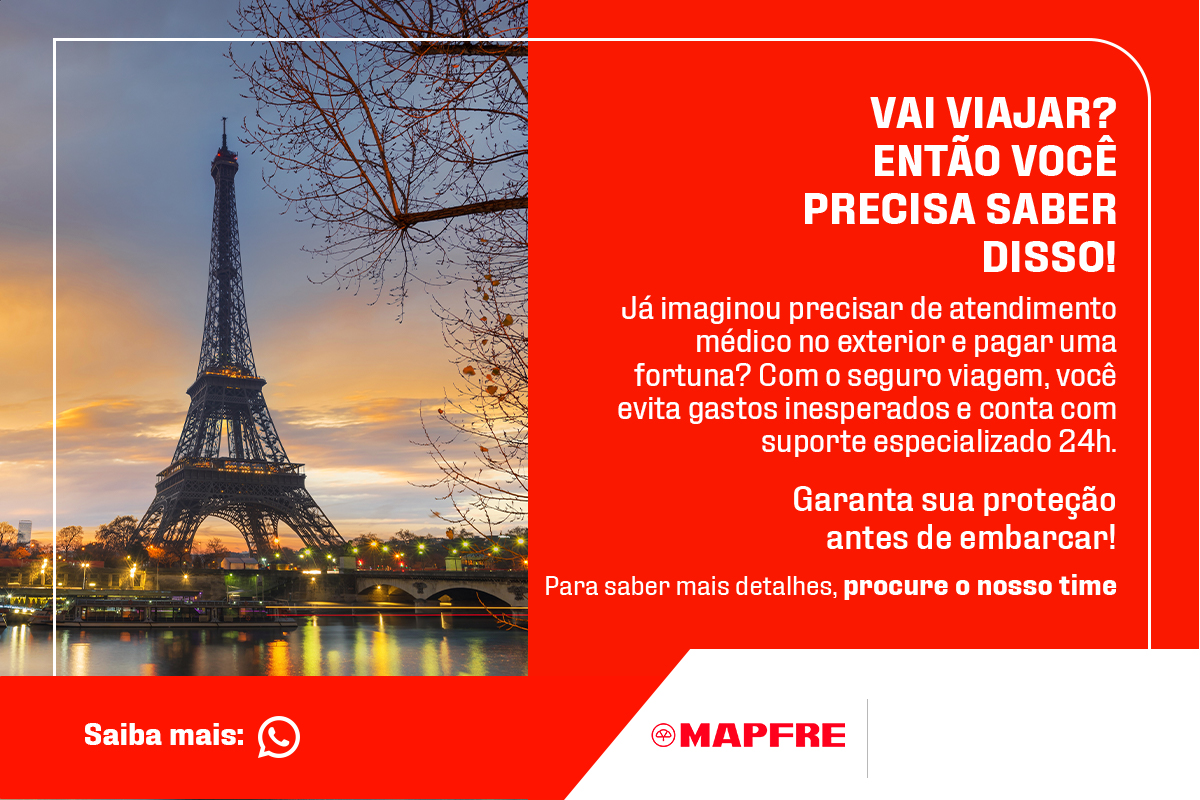 VAI VIAJAR?
ENTÃO VOCÊ
PRECISA SABER
DISSO!
Já imaginou precisar de atendimento
médico no exterior e pagar uma
fortuna? Com o seguro viagem, você
evita gastos inesperados e conta com
suporte especializado 24h.
Garanta sua proteção
antes de embarcar!
Para saber mais detalhes, procure o nosso time
Saiba mais:
MAPFRE